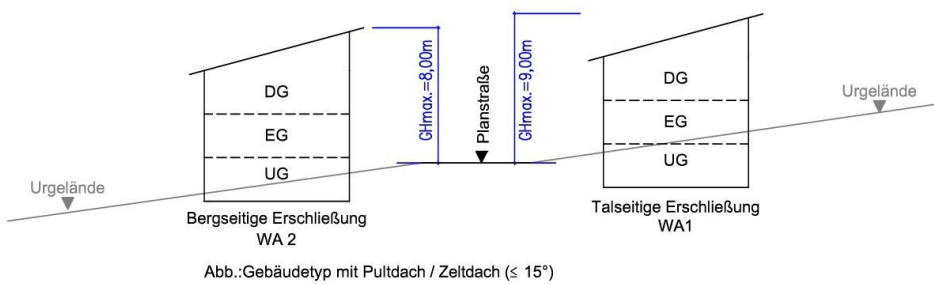 DG
EG
UG
Urgelände
Bergseitige Erschließung
WA 2
GHmax.=8,00m
Planstraße
GHmax.=9,00m
DG
EG
UG
Urgelände
Talseitige Erschließung
WA1
Abb.:Gebäudetyp mit Pultdach / Zeltdach (≤ 15°)